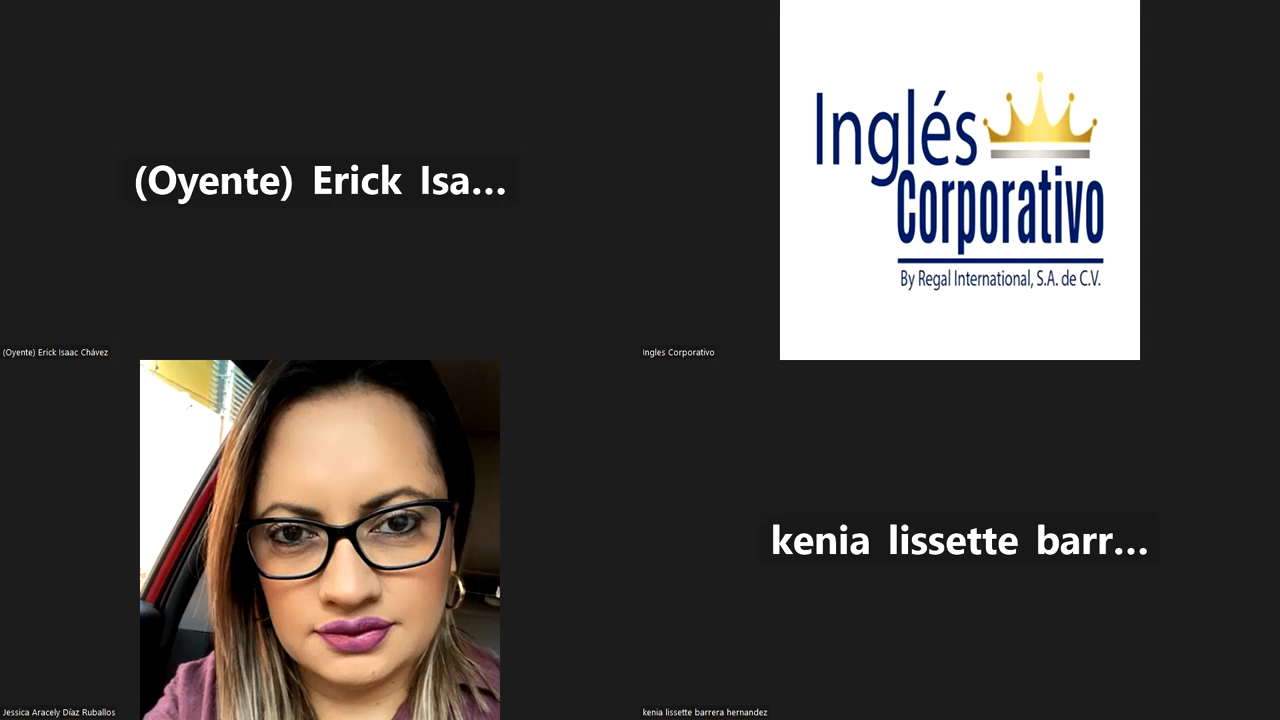 (Oyente) Erick Isa...
(Oyente) Erick Isaac Chávez
Inglés
Corporativo
By Regal International, S.A. de C.V.
Ingles Corporativo
Jessica Aracely Díaz Ruballos
kenia lissette barr...
kenia lissette barrera hernandez